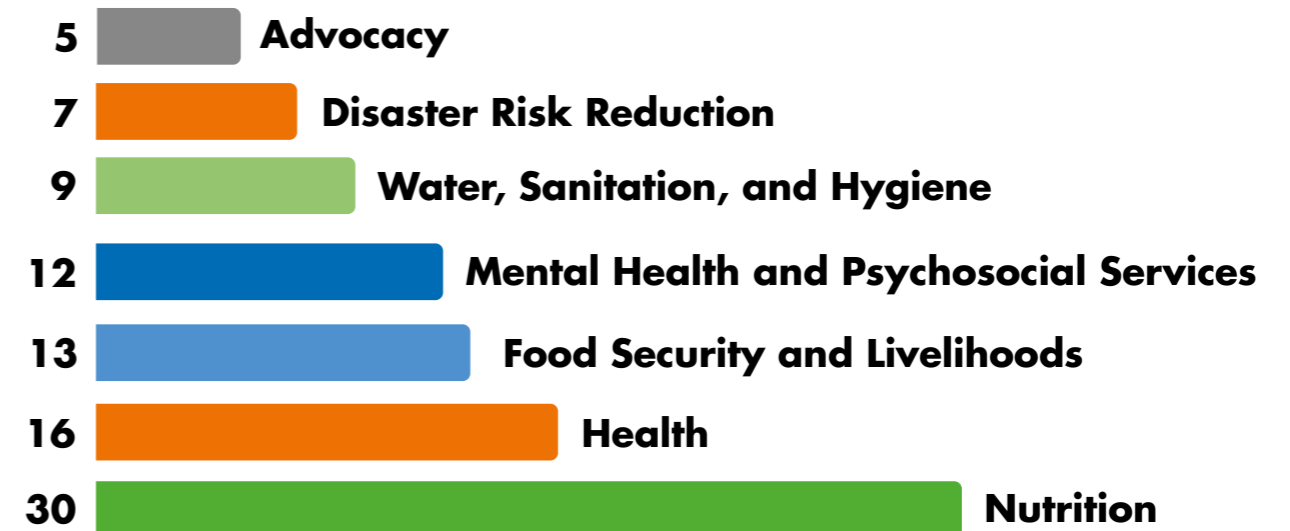 5 Advocacy
7 Disaster Risk Reduction
9 Water, Sanitation, and Hygiene
12 Mental Health and Psychosocial Services
13 Food Security and Livelihoods
16 Health
30 Nutrition